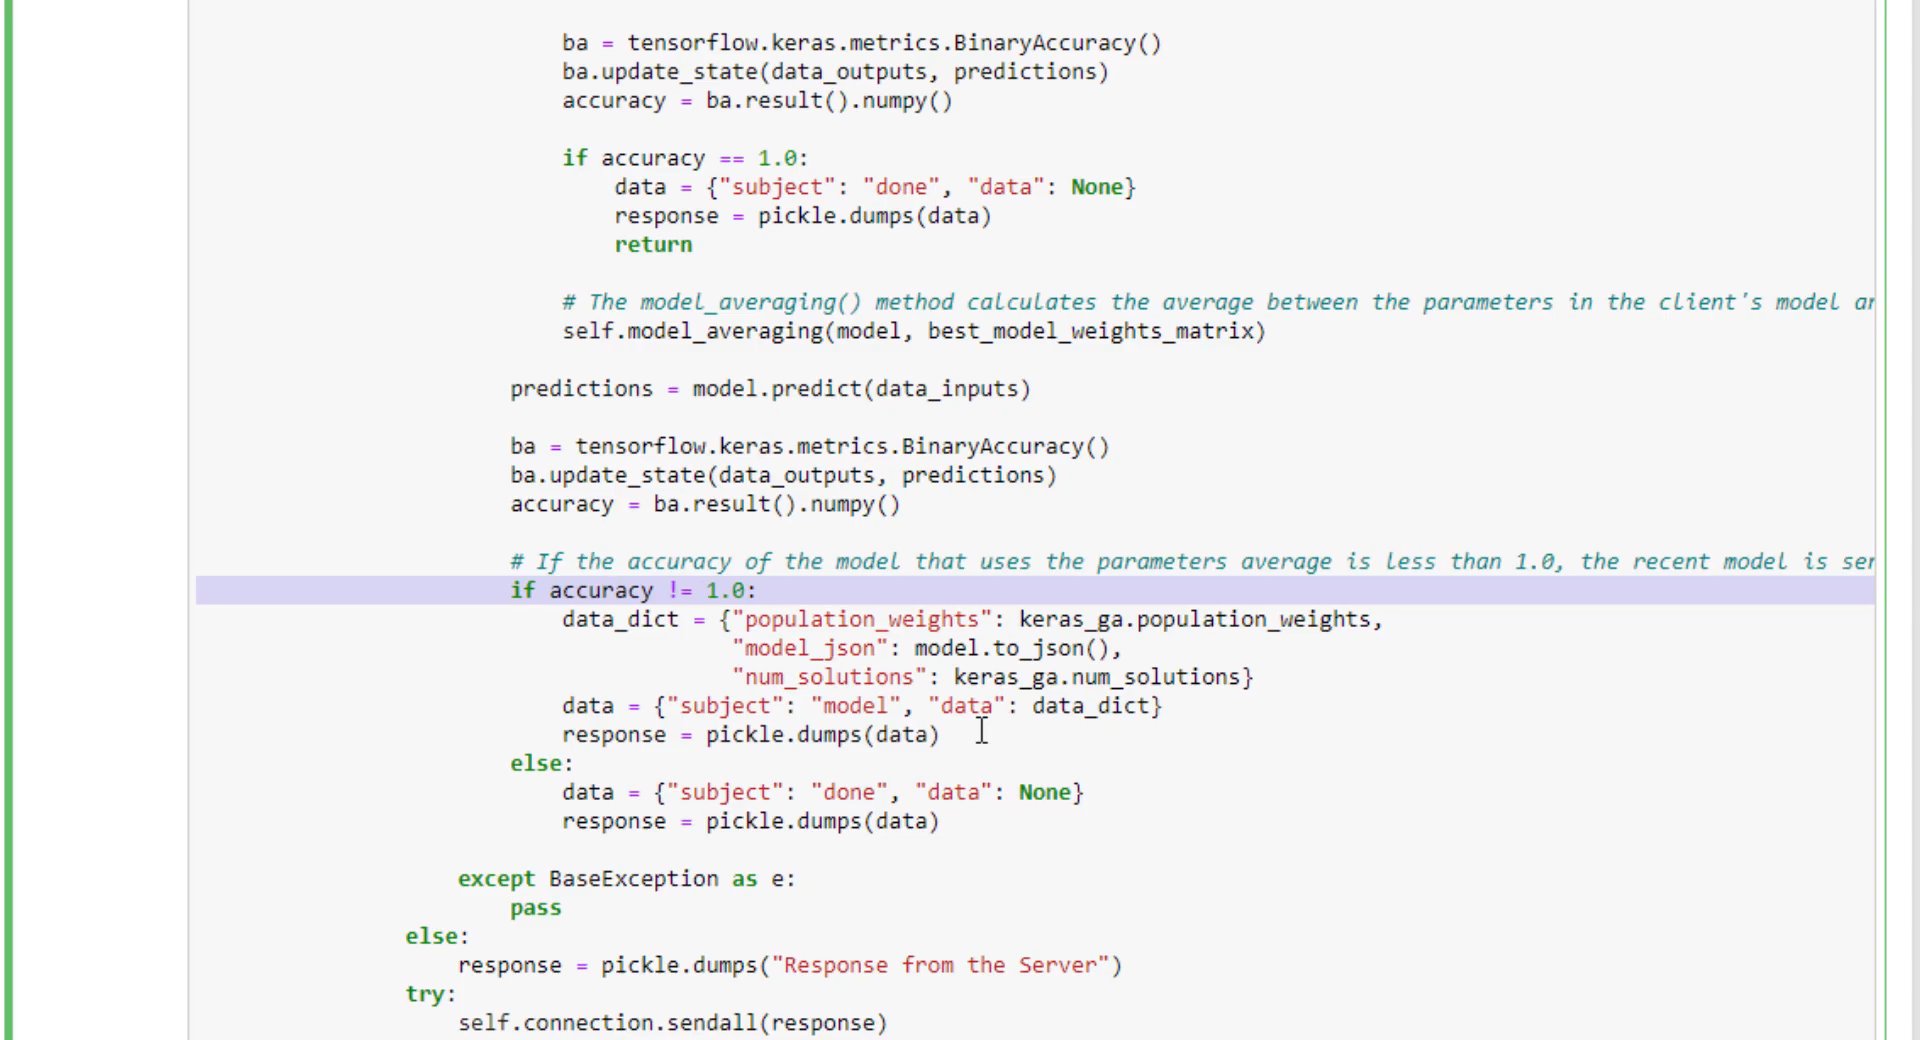 ba = tensorflow.keras.metrics.BinaryAccuracy()
ba.update_state(data_outputs, predictions)
accuracy = ba.result().numpy()
if accuracy == 1.0:
data = {"subject": "done", "data": None}
response = pickle.dumps(data)
return
# The model_averaging() method calculates the average between the parameters in the client's model
self.model_averaging(model, best_model_weights_matrix)
predictions = model.predict(data_inputs)
ba = tensorflow.keras.metrics.BinaryAccuracy()
ba.update_state(data_outputs, predictions)
accuracy = ba.result().numpy()
# If the accuracy of the model that uses the parameters average is less than 1.0, the recent model is
if accuracy != 1.0:
data_dict = {"population_weights": keras_ga.population_weights,
"model_json": model.to_json(),
"num_solutions": keras_ga.num_solutions}
data = {"subject": "model", "data": data_dict}
response = pickle.dumps(data)
else:
data = {"subject": "done", "data": None}
response = pickle.dumps(data)
except BaseException as e:
pass
else:
response = pickle.dumps("Response from the Server")
try:
self.connection.sendall(response)